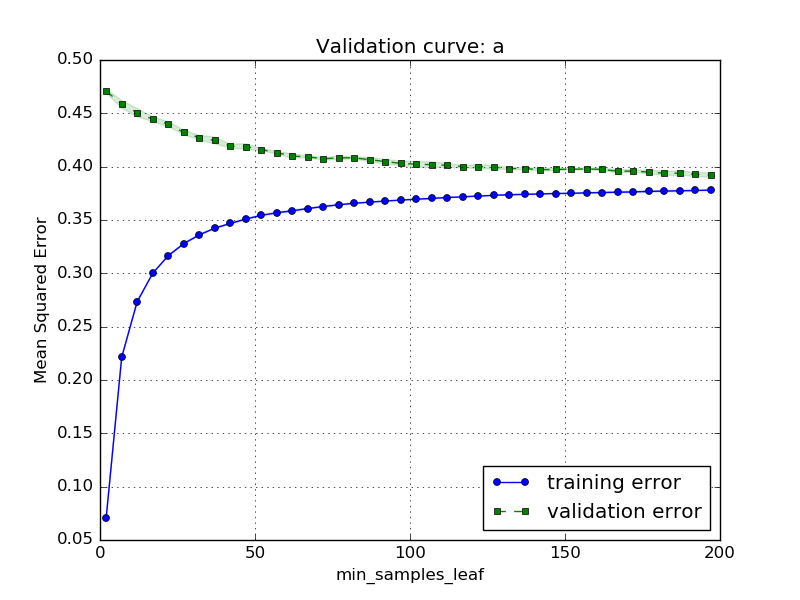 Validation curve: a
0.50
0.45
0.40
0.35
0.30
0.25
0.20
0.15
0.10
0.05
Mean Squared Error
training error
validation error
0 50 100 150 200
min_samples_leaf